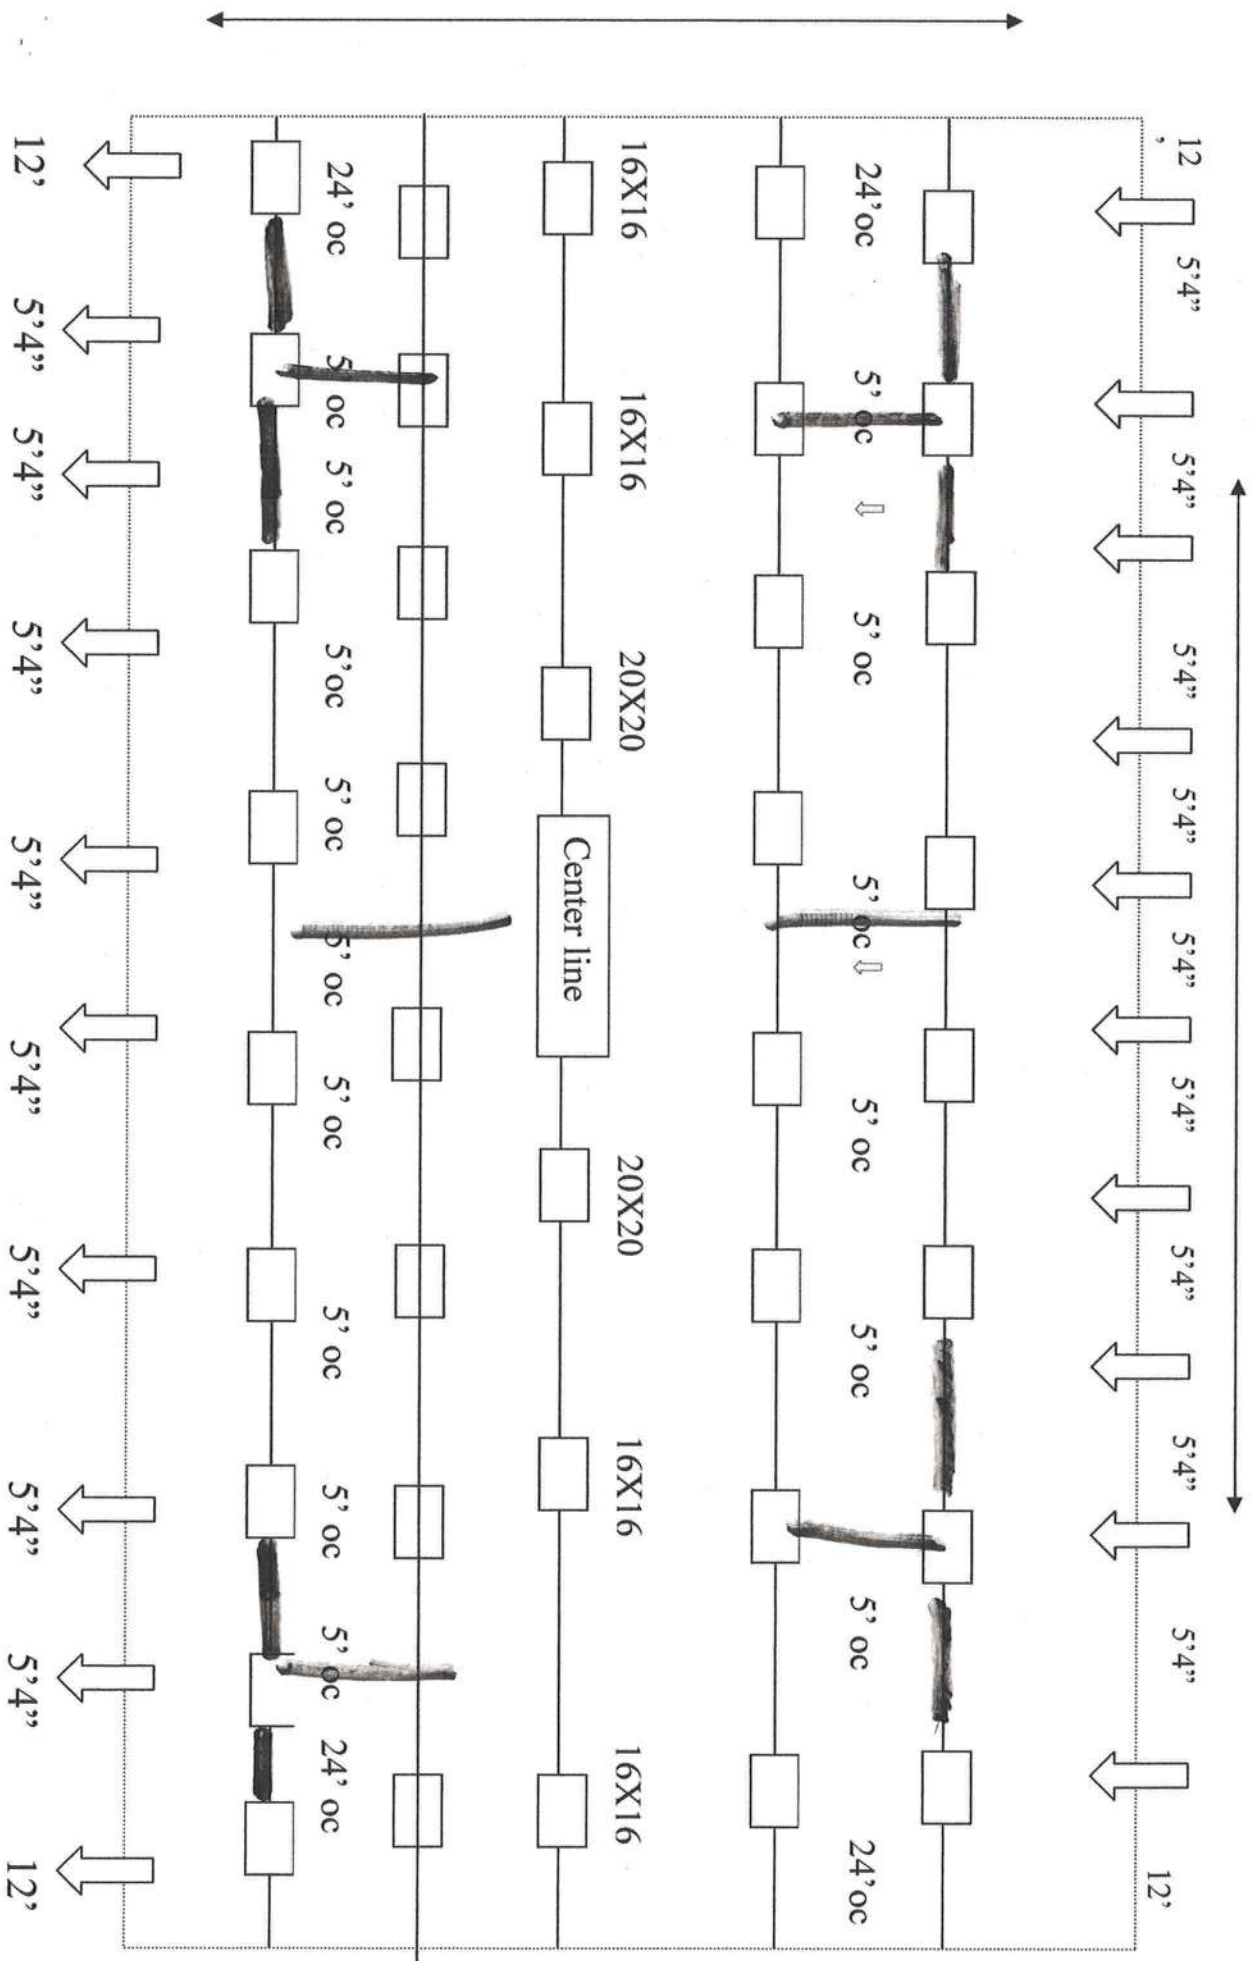 12 ' 5'4" 5'4" 5'4" 5'4" 5'4" 5'4" 5'4" 5'4" 5'4" 12'
24'oc 5' oc 5' oc 5' oc 5' oc 5' oc 5' oc 24'oc
16X16 16X16 20X20 20X20 16X16 16X16
Center line
24' oc 5' oc 5' oc 5'oc 5' oc 5' oc 5' oc 5' oc 5' oc 5' oc 24' oc
12' 5'4" 5'4" 5'4" 5'4" 5'4" 5'4" 5'4" 5'4" 12'